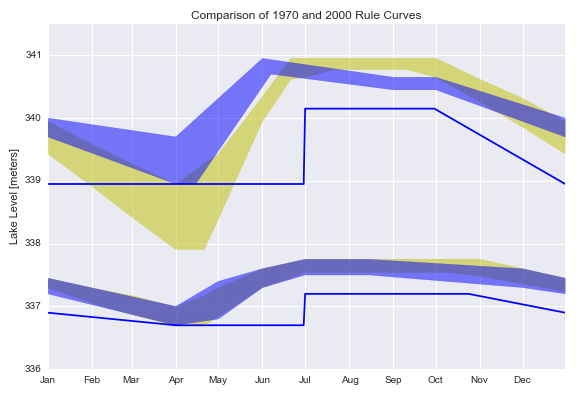 Comparison of 1970 and 2000 Rule Curves
Lake Level [meters]
341
340
339
338
337
336
Jan Feb Mar Apr May Jun Jul Aug Sep Oct Nov Dec